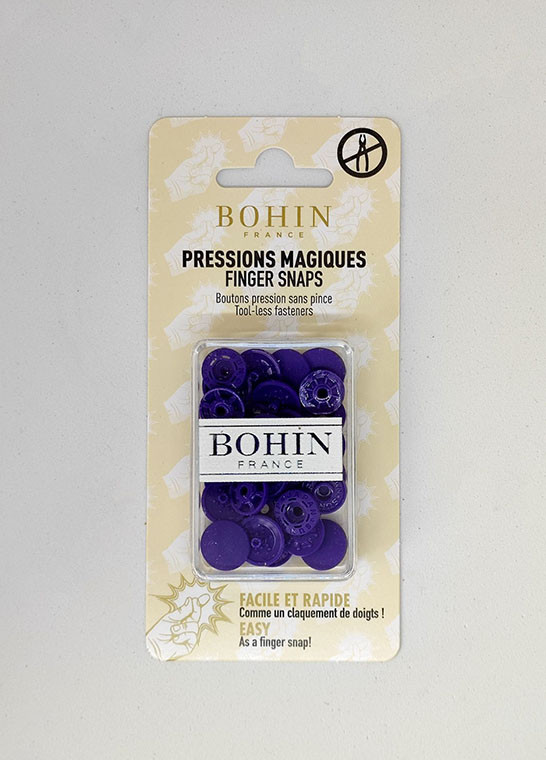 BOHIN
FRANCE
PRESSIONS MAGIQUES
FINGER SNAPS
Boutons pression sans pince
Tool-less fasteners
BOHIN
FRANCE
FACILE ET RAPIDE
Comme un claquement de doigts !
EASY
As a finger snap!